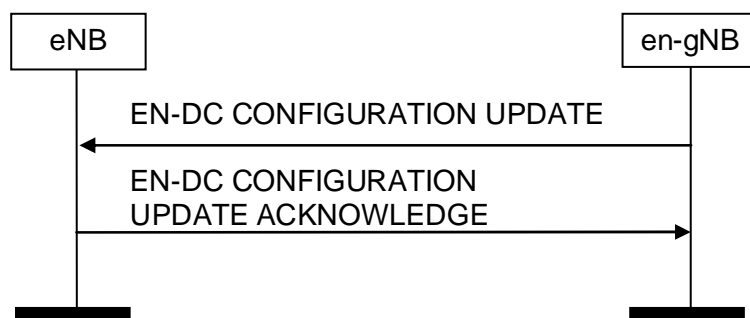 eNB
en-gNB
EN-DC CONFIGURATION UPDATE
EN-DC CONFIGURATION
UPDATE ACKNOWLEDGE